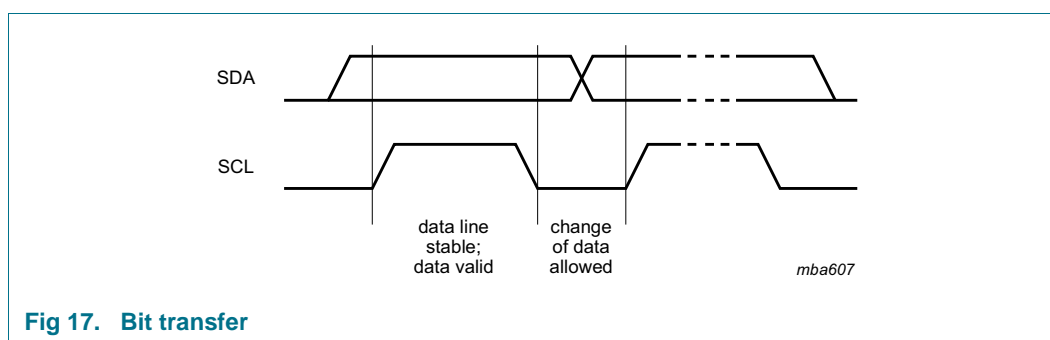 SDA
SCL
data line
stable;
data valid
change
of data
allowed
mba607
Fig 17. Bit transfer